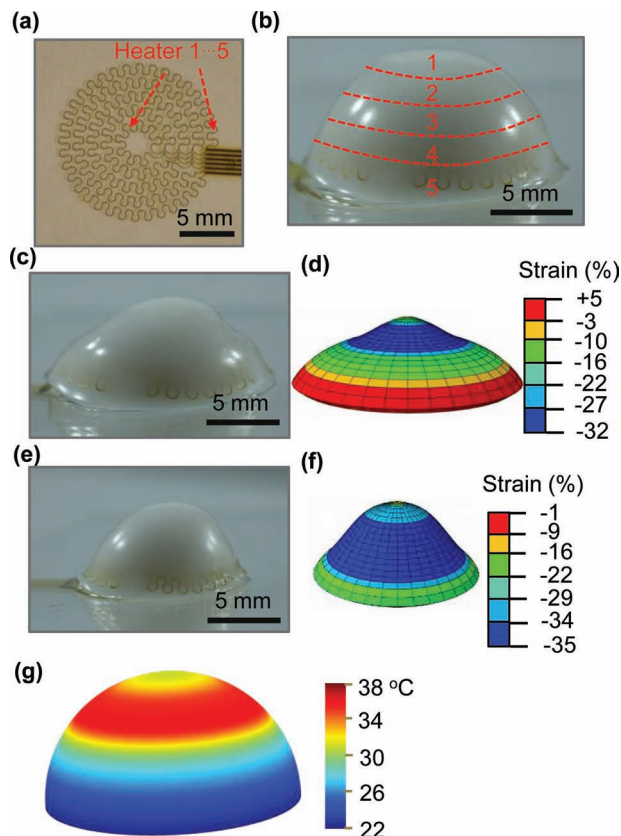 (a)
Heater 1···5
5 mm
(b)
1
2
3
4
5
5 mm
(c)
5 mm
(d)
Strain (%)
+5
-3
-10
-16
-22
-27
-32
(e)
5 mm
(f)
Strain (%)
-1
-9
-16
-22
-29
-34
-35
(g)
38 °C
34
30
26
22